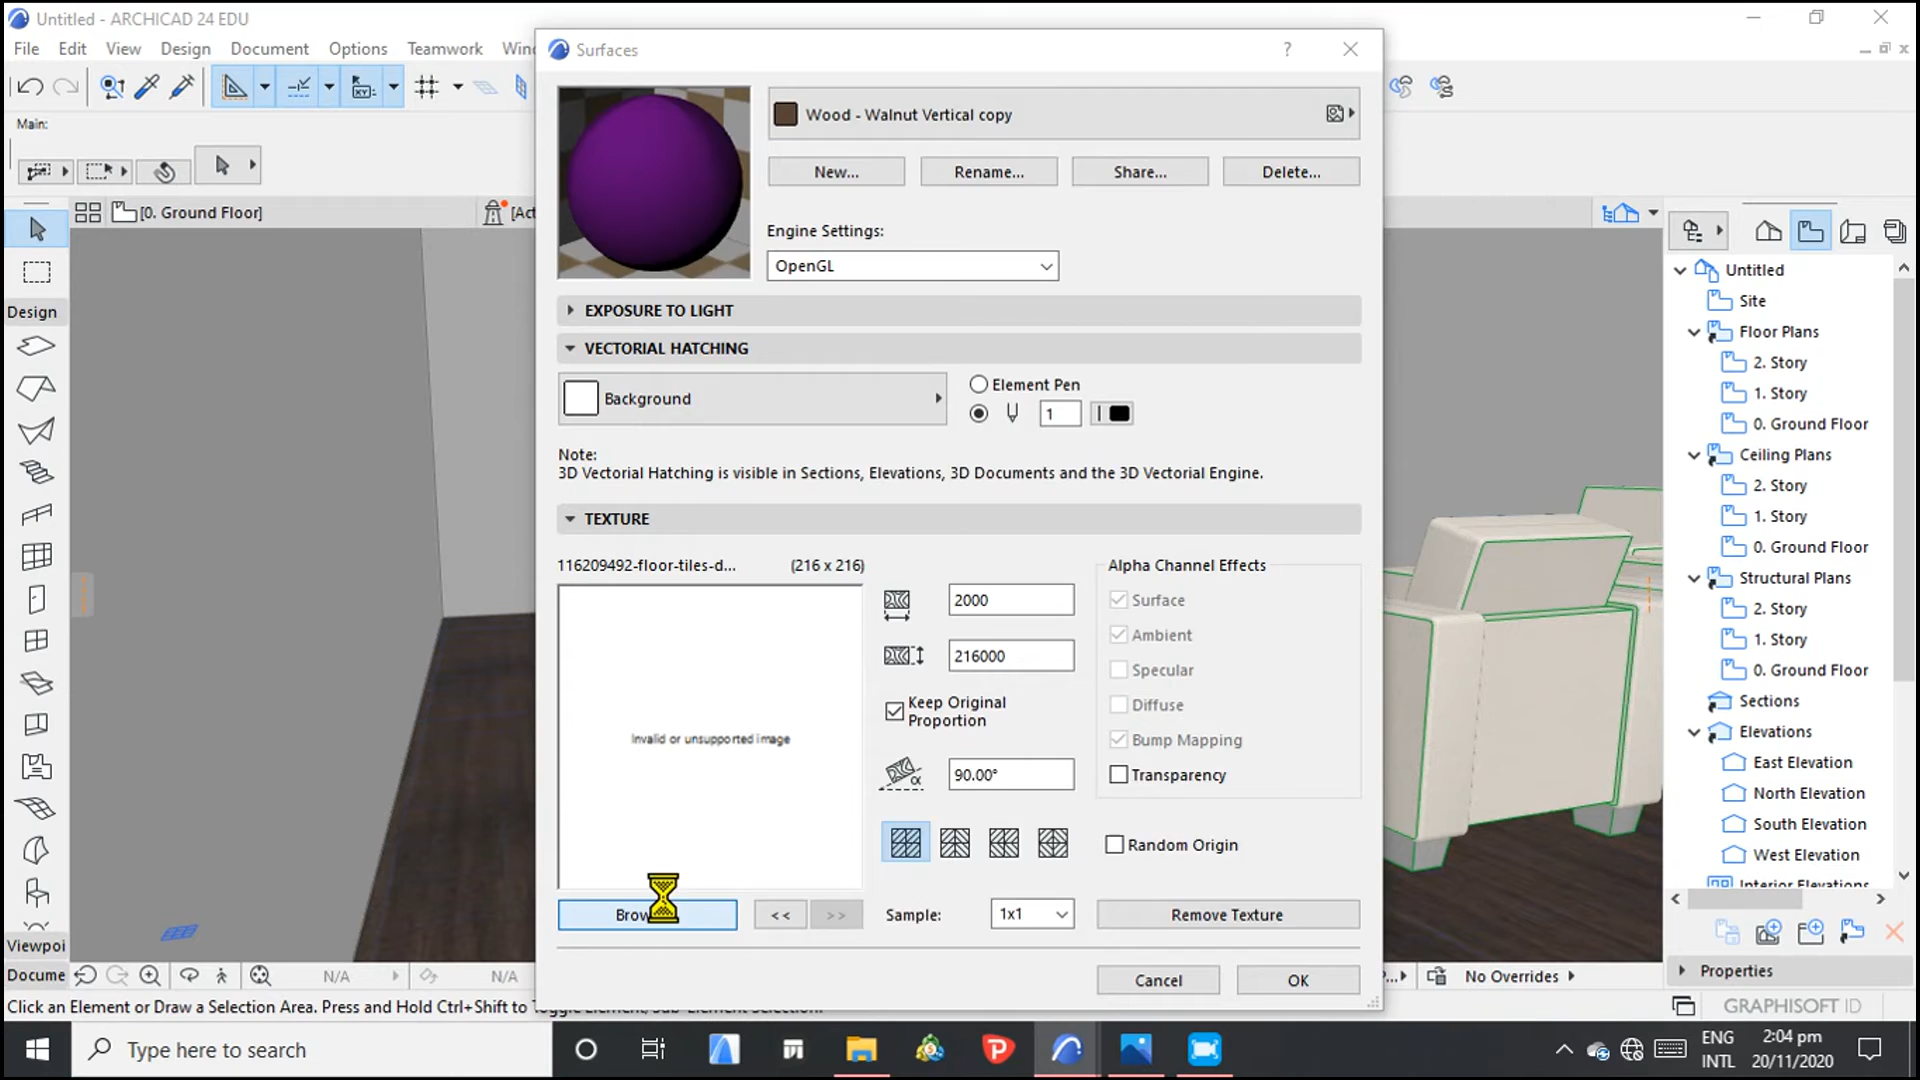 Untitled - ARCHICAD 24 EDU
File Edit View Design Document Options Teamwork
Main:
[0. Ground Floor]
Design
Viewpoi
Docume
N/A
N/A
Click an Element or Draw a Selection Area. Press and Hold Ctrl+Shift to
Surfaces
?
Wood - Walnut Vertical copy
New...
Rename...
Share...
Delete...
Engine Settings:
OpenGL
EXPOSURE TO LIGHT
VECTORIAL HATCHING
Background
Element Pen
1
Note:
3D Vectorial Hatching is visible in Sections, Elevations, 3D Documents and the 3D Vectorial Engine.
TEXTURE
116209492-floor-tiles-d... (216 x 216)
Invalid or unsupported image
2000
216000
Keep Original
Proportion
α
90.00°
Alpha Channel Effects
Surface
Ambient
Specular
Diffuse
Bump Mapping
Transparency
Random Origin
<<
>>
Sample:
1x1
Remove Texture
Cancel
OK
Untitled
Site
Floor Plans
2. Story
1. Story
0. Ground Floor
Ceiling Plans
2. Story
1. Story
0. Ground Floor
Structural Plans
2. Story
1. Story
0. Ground Floor
Sections
Elevations
East Elevation
North Elevation
South Elevation
West Elevation
Interior Elevations
Properties
No Overrides
GRAPHISOFT ID
Type here to search
ENG
INTL
2:04 pm
20/11/2020